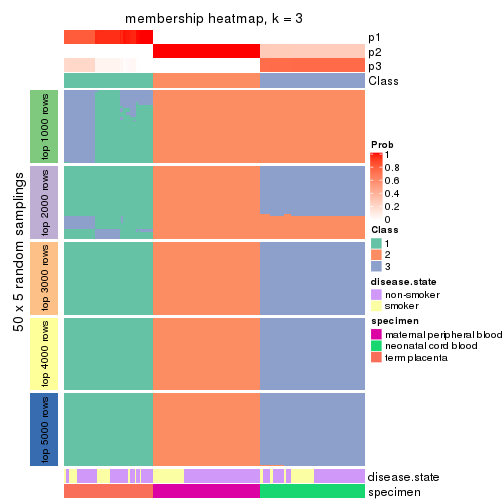 membership heatmap, k = 3
p1
p2
p3
Class
50 x 5 random samplings
top 1000 rows
top 2000 rows
top 3000 rows
top 4000 rows
top 5000 rows
Prob
1
0.8
0.6
0.4
0.2
0
Class
1
2
3
disease.state
non-smoker
smoker
specimen
maternal peripheral blood
neonatal cord blood
term placenta
disease.state
specimen